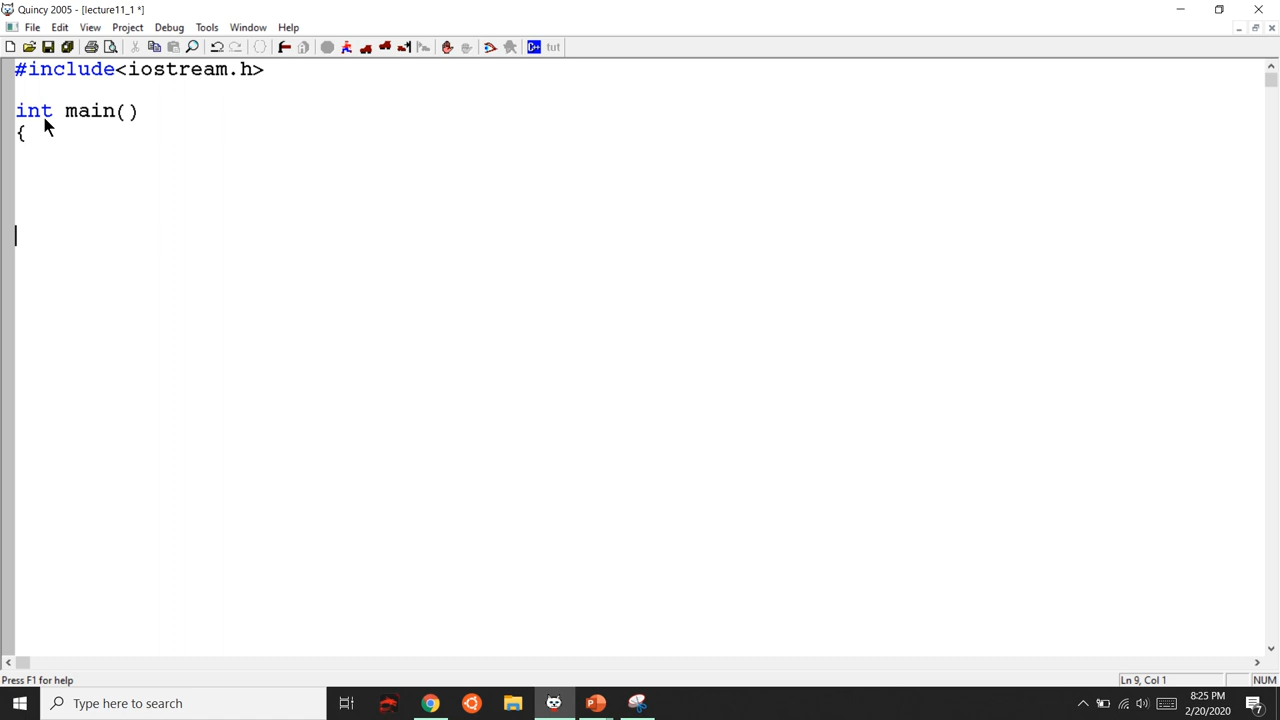 Quincy 2005 - [lecture11_1 *]
File Edit View Project Debug Tools Window Help
C++ tut
#include<iostream.h>
int main()
{
Press F1 for help
Ln 9, Col 1
NUM
Type here to search
8:25 PM
2/20/2020
7